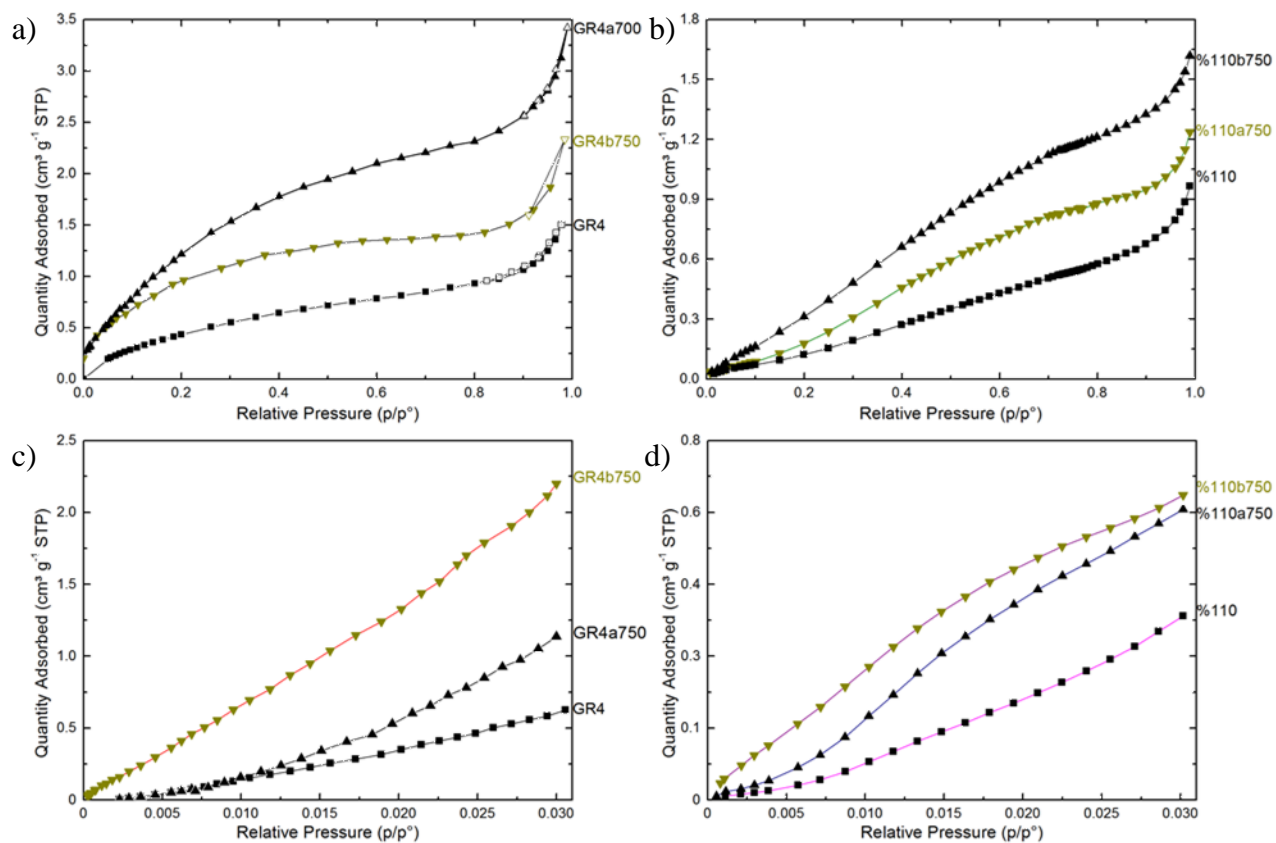 a)
Quantity Adsorbed (cm³ g⁻¹ STP)
3.5
3.0
2.5
2.0
1.5
1.0
0.5
0.0
0.0 0.2 0.4 0.6 0.8 1.0
Relative Pressure (p/p°)
GR4a700
GR4b750
GR4
b)
Quantity Adsorbed (cm³ g⁻¹ STP)
1.8
1.5
1.2
0.9
0.6
0.3
0.0
0.0 0.2 0.4 0.6 0.8 1.0
Relative Pressure (p/p°)
%110b750
%110a750
%110
c)
Quantity Adsorbed (cm³ g⁻¹ STP)
2.5
2.0
1.5
1.0
0.5
0
0.000 0.005 0.010 0.015 0.020 0.025 0.030
Relative Pressure (p/p°)
GR4b750
GR4a750
GR4
d)
Quantity Adsorbed (cm³ g⁻¹ STP)
0.8
0.6
0.4
0.3
0.1
0
0.000 0.005 0.010 0.015 0.020 0.025 0.030
Relative Pressure (p/p°)
%110b750
%110a750
%110